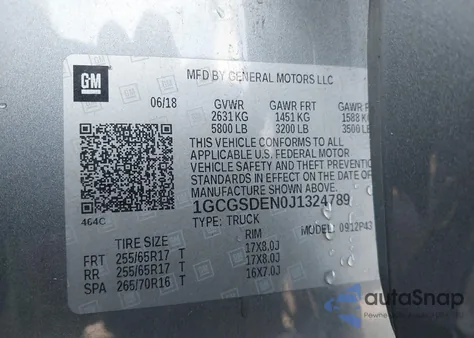 GM
MFD BY GENERAL MOTORS LLC
06/18 GVWR GAWR FRT GAWR
2631 KG 1451 KG 1588 KG
5800 LB 3200 LB 3500 LB
THIS VEHICLE CONFORMS TO ALL
APPLICABLE U.S. FEDERAL MOTOR
VEHICLE SAFETY AND THEFT PREVENTION
STANDARDS IN EFFECT ON THE DATE OF
MANUFACTURE SHOWN ABOVE.
1GCGSDEN0J1324789
464C TYPE: TRUCK MODEL: 0912P43
TIRE SIZE RIM
FRT 255/65R17 T 17X8.0J
RR 255/65R17 T 17X8.0J
SPA 265/70R16 T 16X7.0J
autoSnap